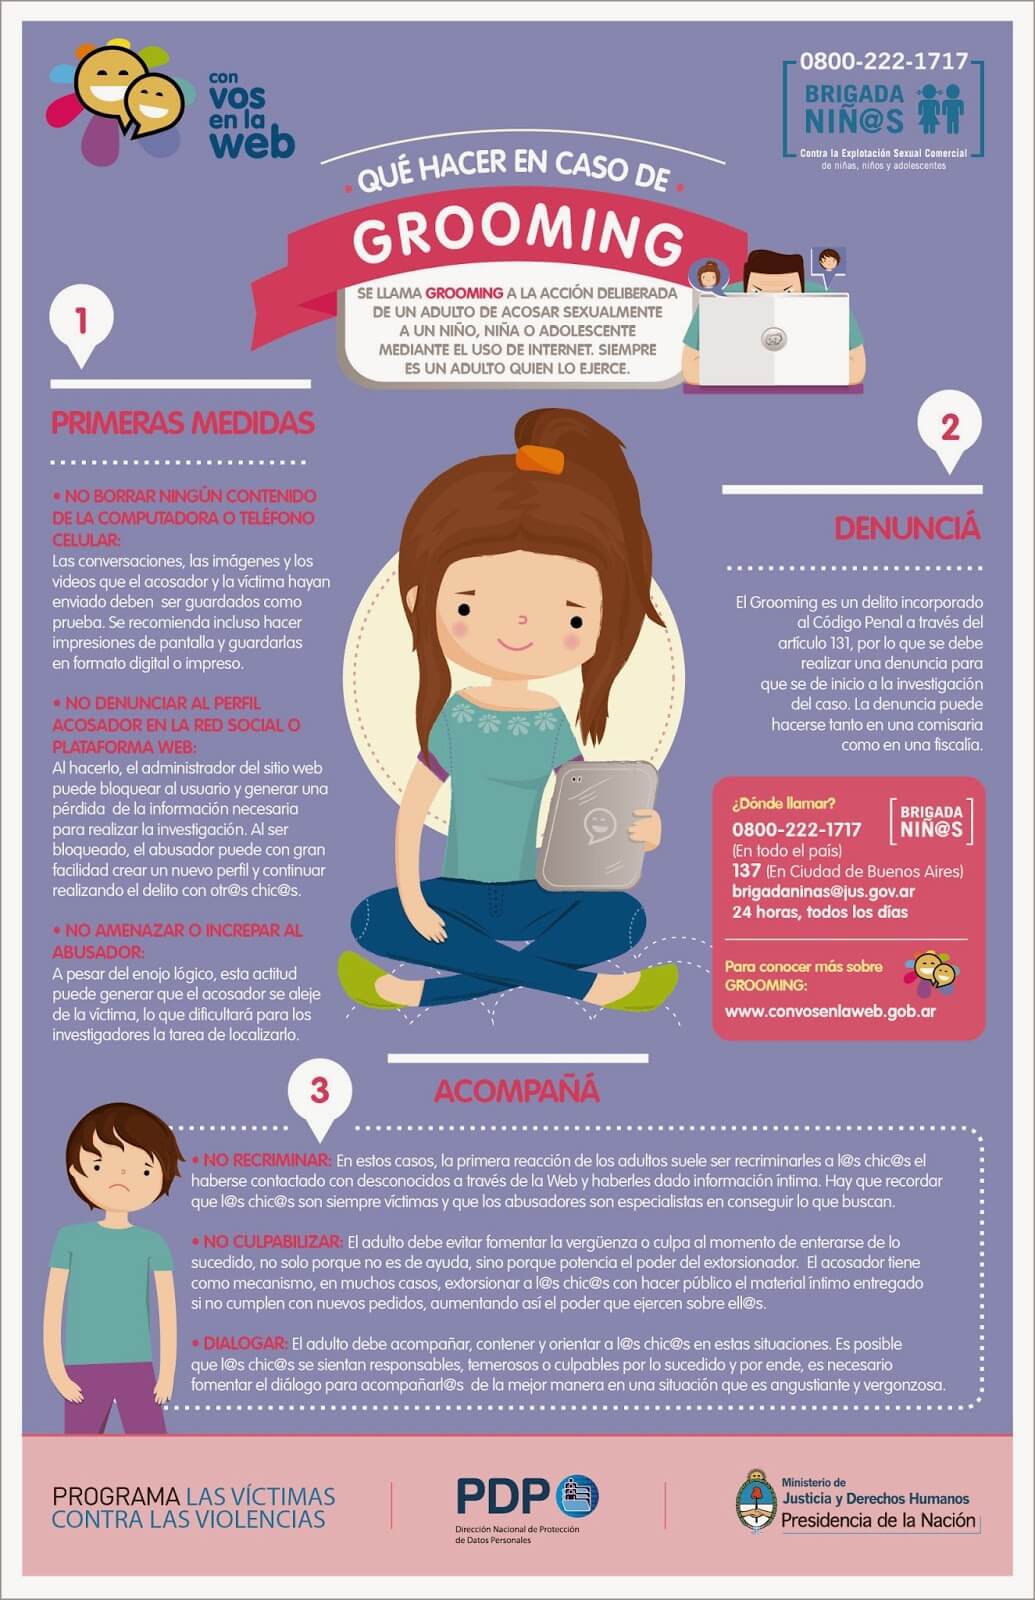 con
vos
en la
web
0800-222-1717
BRIGADA
NIÑ@S
Contra la Explotación Sexual Comercial
de niñas, niños y adolescentes
QUÉ HACER EN CASO DE
GROOMING
SE LLAMA GROOMING A LA ACCIÓN DELIBERADA
DE UN ADULTO DE ACOSAR SEXUALMENTE
A UN NIÑO, NIÑA O ADOLESCENTE
MEDIANTE EL USO DE INTERNET. SIEMPRE
ES UN ADULTO QUIEN LO EJERCE.
1
PRIMERAS MEDIDAS
• NO BORRAR NINGÚN CONTENIDO
DE LA COMPUTADORA O TELÉFONO
CELULAR:
Las conversaciones, las imágenes y los
videos que el acosador y la víctima hayan
enviado deben ser guardados como
prueba. Se recomienda incluso hacer
impresiones de pantalla y guardarlas
en formato digital o impreso.
• NO DENUNCIAR AL PERFIL
ACOSADOR EN LA RED SOCIAL O
PLATAFORMA WEB:
Al hacerlo, el administrador del sitio web
puede bloquear al usuario y generar una
pérdida de la información necesaria
para realizar la investigación. Al ser
bloqueado, el abusador puede con gran
facilidad crear un nuevo perfil y continuar
realizando el delito con otr@s chic@s.
• NO AMENAZAR O INCREPAR AL
ABUSADOR:
A pesar del enojo lógico, esta actitud
puede generar que el acosador se aleje
de la víctima, lo que dificultará para los
investigadores la tarea de localizarlo.
2
DENUNCIÁ
El Grooming es un delito incorporado
al Código Penal a través del
artículo 131, por lo que se debe
realizar una denuncia para
que se de inicio a la investigación
del caso. La denuncia puede
hacerse tanto en una comisaria
como en una fiscalía.
¿Dónde llamar?
BRIGADA
NIÑ@S
0800-222-1717
(En todo el país)
137 (En Ciudad de Buenos Aires)
brigadaninas@jus.gov.ar
24 horas, todos los días
Para conocer más sobre
GROOMING:
www.convosenlaweb.gob.ar
3
ACOMPAÑÁ
• NO RECRIMINAR: En estos casos, la primera reacción de los adultos suele ser recriminarles a l@s chic@s el
haberse contactado con desconocidos a través de la Web y haberles dado información íntima. Hay que recordar
que l@s chic@s son siempre víctimas y que los abusadores son especialistas en conseguir lo que buscan.
• NO CULPABILIZAR: El adulto debe evitar fomentar la vergüenza o culpa al momento de enterarse de lo
sucedido, no solo porque no es de ayuda, sino porque potencia el poder del extorsionador. El acosador tiene
como mecanismo, en muchos casos, extorsionar a l@s chic@s con hacer público el material íntimo entregado
si no cumplen con nuevos pedidos, aumentando así el poder que ejercen sobre ell@s.
• DIALOGAR: El adulto debe acompañar, contener y orientar a l@s chic@s en estas situaciones. Es posible
que l@s chic@s se sientan responsables, temerosos o culpables por lo sucedido y por ende, es necesario
fomentar el diálogo para acompañarl@s de la mejor manera en una situación que es angustiante y vergonzosa.
PROGRAMA LAS VÍCTIMAS
CONTRA LAS VIOLENCIAS
PDP
Dirección Nacional de Protección
de Datos Personales
Ministerio de
Justicia y Derechos Humanos
Presidencia de la Nación